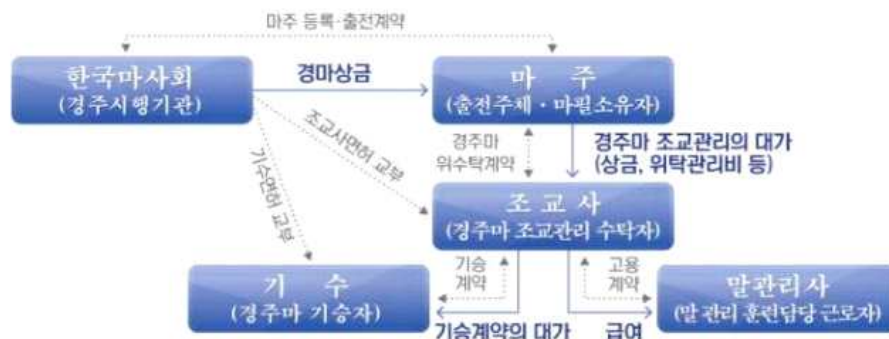 마주 등록·출전계약
한국마사회
(경주시행기관)
경마상금
마 주
(출전주체·마필소유자)
조교사면허 교부
기수면허 교부
경주마
위수탁계약
경주마 조교관리의 대가
(상금, 위탁관리비 등)
조 교 사
(경주마 조교관리 수탁자)
기승
계약
고용
계약
기 수
(경주마 기승자)
기승계약의 대가
급여
말관리사
(말 관리 훈련담당 근로자)